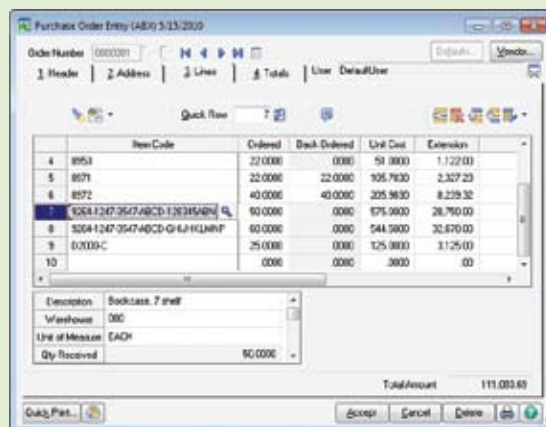 Purchase Order Entry (ABX) 5/15/2010
Order Number 0000001 Defaults... Vendor...
1. Header 2. Address 3. Lines 4. Totals User DefaultUser
Quick Row 7
Item Code Ordered Back Ordered Unit Cost Extension
4 8953 22.0000 .0000 51.0000 1,122.00
5 8971 22.0000 22.0000 105.7830 2,327.23
6 8972 40.0000 40.0000 205.9830 8,239.32
7 50.0000 .0000 575.0000 28,750.00
8 60.0000 .0000 544.5000 32,670.00
9 D2000-C 25.0000 .0000 125.0000 3,125.00
10 .0000 .0000 .0000 .00
Description Bookcase, 7 shelf
Warehouse 000
Unit of Measure EACH
Qty Received 50.0000
Total Amount
Quick Print... Accept Cancel Delete